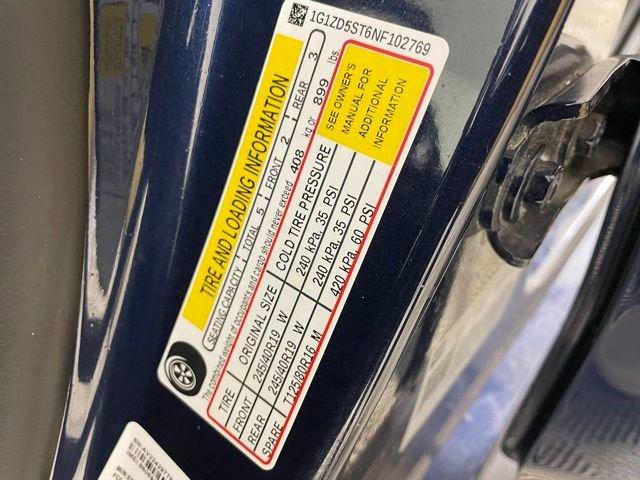 1G1ZD5ST6NF102769
TIRE AND LOADING INFORMATION
SEATING CAPACITY TOTAL 5 FRONT 2 REAR 3
The combined weight of occupants and cargo should never exceed 408 kg or 899 lbs.
TIRE ORIGINAL SIZE COLD TIRE PRESSURE
FRONT 245/40R19 W 240 kPa, 35 PSI
REAR 245/40R19 W 240 kPa, 35 PSI
SPARE T125/80R16 M 420 kPa, 60 PSI
SEE OWNER'S
MANUAL FOR
ADDITIONAL
INFORMATION